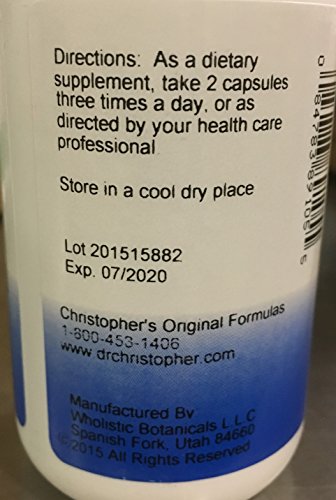 Directions: As a dietary
supplement, take 2 capsules
three times a day, or as
directed by your health care
professional
Store in a cool dry place
Lot 201515882
Exp. 07/2020
Christopher's Original Formulas
1-800-453-1406
www.drchristopher.com
Manufactured By
Wholistic Botanicals L L C
Spanish Fork, Utah 84660
©2015 All Rights Reserved